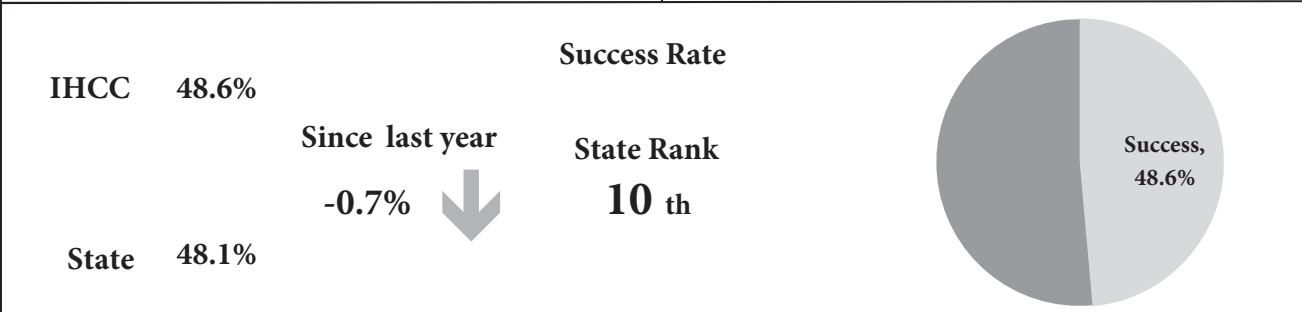 Success Rate
IHCC 48.6%
Since last year
-0.7%
State Rank
10 th
State 48.1%
Success,
48.6%